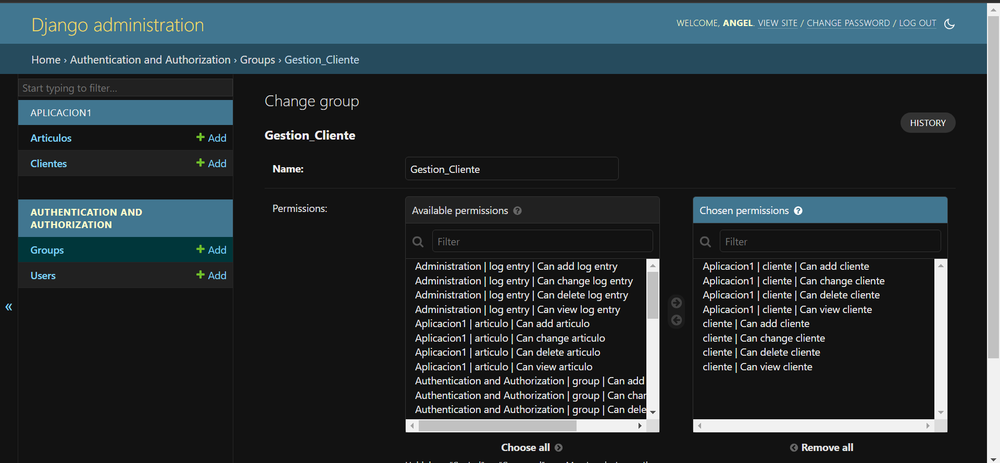 Django administration
WELCOME, ANGEL. VIEW SITE / CHANGE PASSWORD / LOG OUT
Home › Authentication and Authorization › Groups › Gestion_Cliente
Start typing to filter...
APLICACION1
Articulos + Add
Clientes + Add
AUTHENTICATION AND
AUTHORIZATION
Groups + Add
Users + Add
«
Change group
HISTORY
Gestion_Cliente
Name:
Gestion_Cliente
Permissions:
Available permissions ?
Filter
Administration | log entry | Can add log entry
Administration | log entry | Can change log entry
Administration | log entry | Can delete log entry
Administration | log entry | Can view log entry
Aplicacion1 | articulo | Can add articulo
Aplicacion1 | articulo | Can change articulo
Aplicacion1 | articulo | Can delete articulo
Aplicacion1 | articulo | Can view articulo
Authentication and Authorization | group | Can add
Authentication and Authorization | group | Can char
Authentication and Authorization | group | Can dele
Choose all
Chosen permissions ?
Filter
Aplicacion1 | cliente | Can add cliente
Aplicacion1 | cliente | Can change cliente
Aplicacion1 | cliente | Can delete cliente
Aplicacion1 | cliente | Can view cliente
cliente | Can add cliente
cliente | Can change cliente
cliente | Can delete cliente
cliente | Can view cliente
Remove all